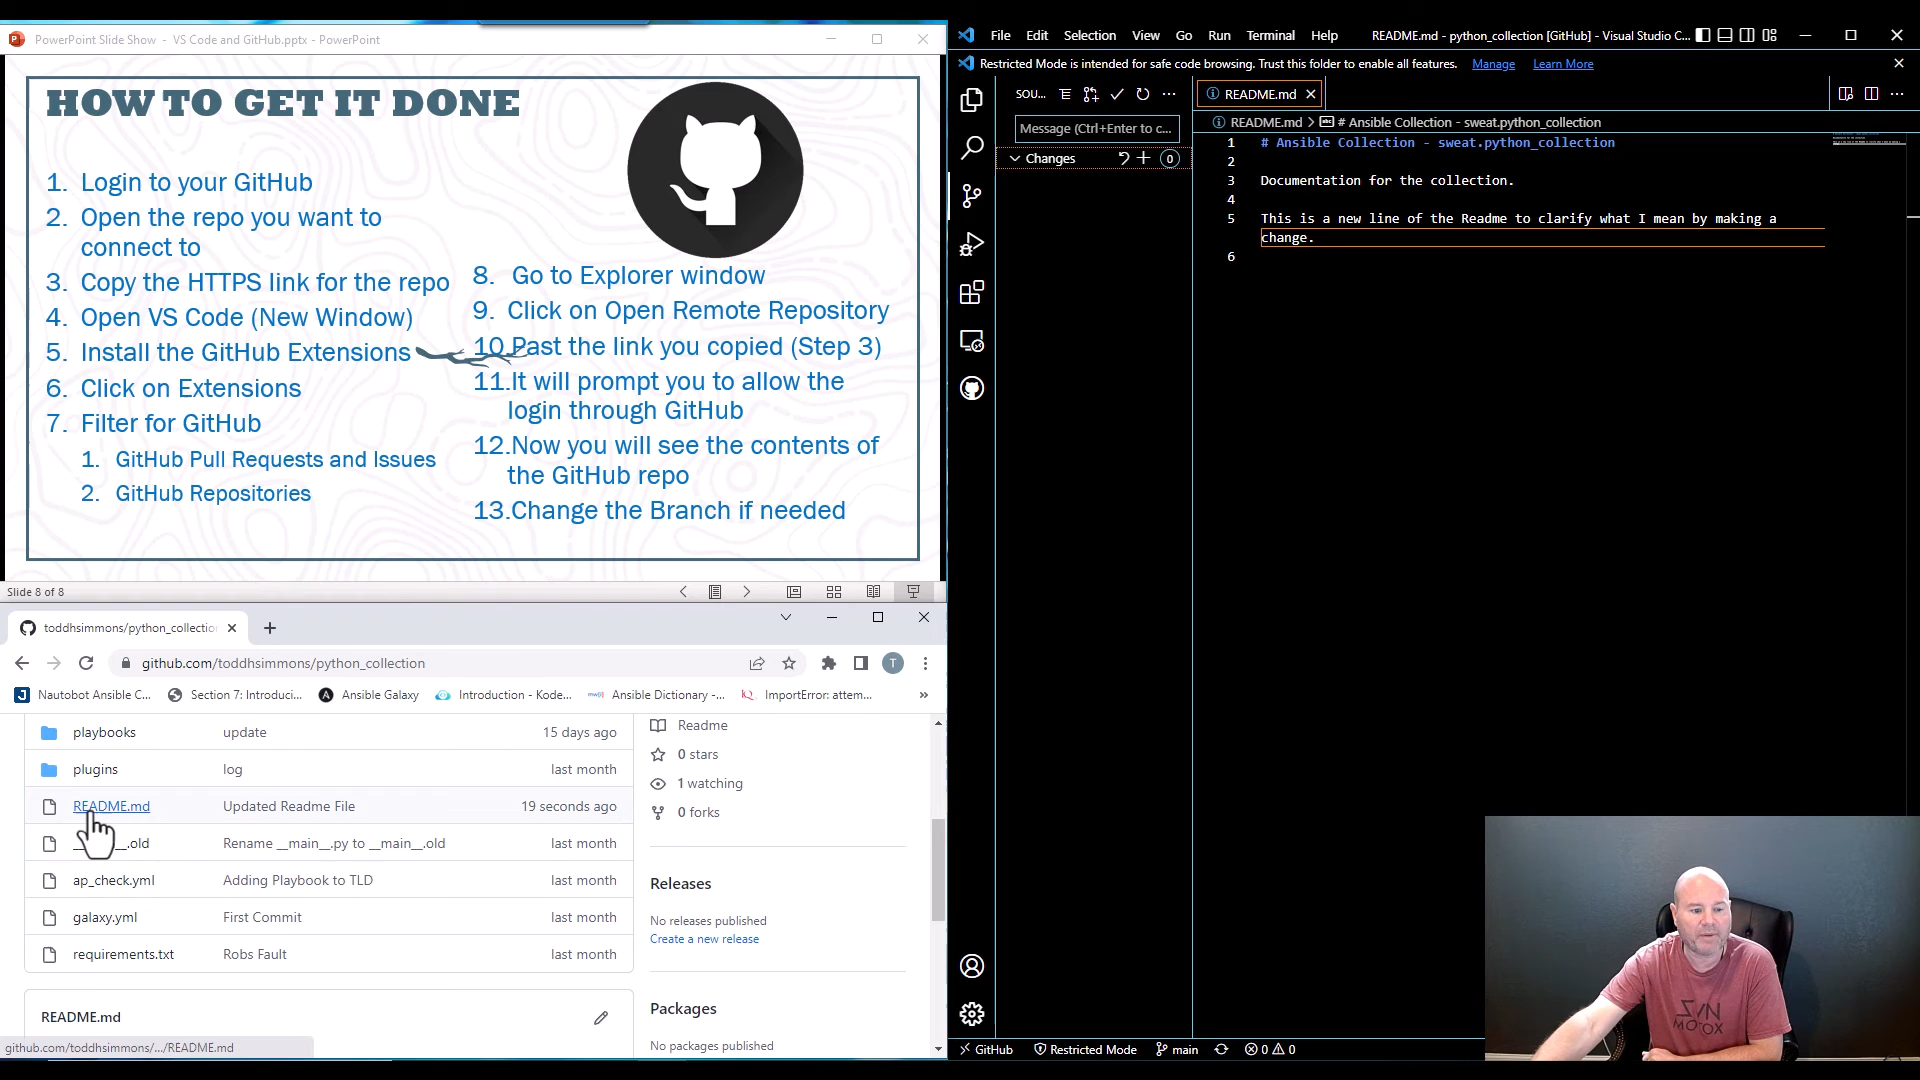 PowerPoint Slide Show - VS Code and GitHub.pptx - PowerPoint
HOW TO GET IT DONE
1. Login to your GitHub
2. Open the repo you want to
connect to
3. Copy the HTTPS link for the repo
4. Open VS Code (New Window)
5. Install the GitHub Extensions
6. Click on Extensions
7. Filter for GitHub
1. GitHub Pull Requests and Issues
2. GitHub Repositories
8. Go to Explorer window
9. Click on Open Remote Repository
10. Past the link you copied (Step 3)
11. It will prompt you to allow the
login through GitHub
12. Now you will see the contents of
the GitHub repo
13. Change the Branch if needed
Slide 8 of 8
toddhsimmons/python_collectio
github.com/toddhsimmons/python_collection
T
Nautobot Ansible C...
Section 7: Introduci...
Ansible Galaxy
Introduction - Kode...
Ansible Dictionary -...
ImportError: attem...
playbooks update 15 days ago
plugins log last month
README.md Updated Readme File 19 seconds ago
.old Rename __main__.py to __main__.old last month
ap_check.yml Adding Playbook to TLD last month
galaxy.yml First Commit last month
requirements.txt Robs Fault last month
README.md
github.com/toddhsimmons/.../README.md
Readme
0 stars
1 watching
0 forks
Releases
No releases published
Create a new release
Packages
No packages published
File Edit Selection View Go Run Terminal Help README.md - python_collection [GitHub] - Visual Studio C...
Restricted Mode is intended for safe code browsing. Trust this folder to enable all features. Manage Learn More
SOU...
Message (Ctrl+Enter to c...
Changes 0
README.md
README.md > # Ansible Collection - sweat.python_collection
1 # Ansible Collection - sweat.python_collection
2
3 Documentation for the collection.
4
5 This is a new line of the Readme to clarify what I mean by making a
change.
6
GitHub Restricted Mode main 0 0